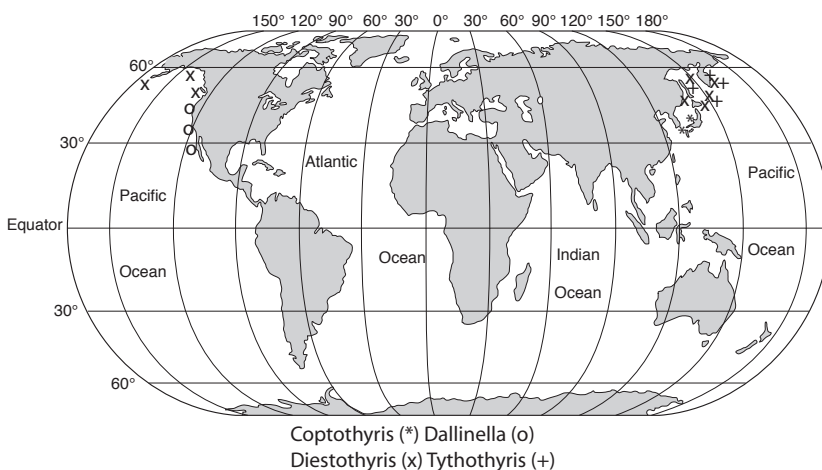 150° 120° 90° 60° 30° 0° 30° 60° 90° 120° 150° 180°
60°
30°
Atlantic
Pacific
Pacific
Equator
Ocean
Indian
Ocean
Ocean
Ocean
30°
60°
Coptothyris (*) Dallinella (o)
Diestothyris (x) Tythothyris (+)